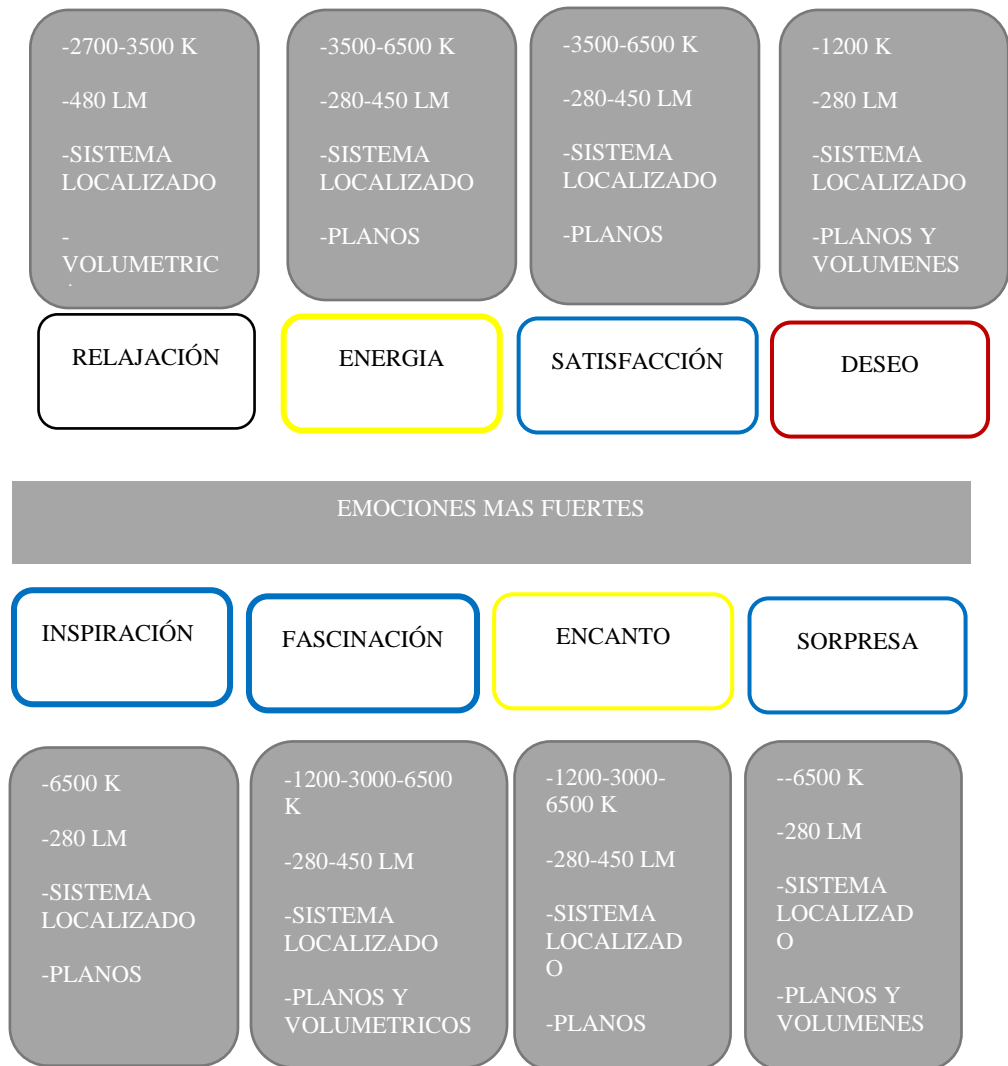 -2700-3500 K
-480 LM
-SISTEMA
LOCALIZADO
-
VOLUMETRIC
-3500-6500 K
-280-450 LM
-SISTEMA
LOCALIZADO
-PLANOS
-3500-6500 K
-280-450 LM
-SISTEMA
LOCALIZADO
-PLANOS
-1200 K
-280 LM
-SISTEMA
LOCALIZADO
-PLANOS Y
VOLUMENES
RELAJACIÓN
ENERGIA
SATISFACCIÓN
DESEO
EMOCIONES MAS FUERTES
INSPIRACIÓN
FASCINACIÓN
ENCANTO
SORPRESA
-6500 K
-280 LM
-SISTEMA
LOCALIZADO
-PLANOS
-1200-3000-6500
K
-280-450 LM
-SISTEMA
LOCALIZADO
-PLANOS Y
VOLUMETRICOS
-1200-3000-
6500 K
-280-450 LM
-SISTEMA
LOCALIZAD
O
-PLANOS
--6500 K
-280 LM
-SISTEMA
LOCALIZAD
O
-PLANOS Y
VOLUMENES